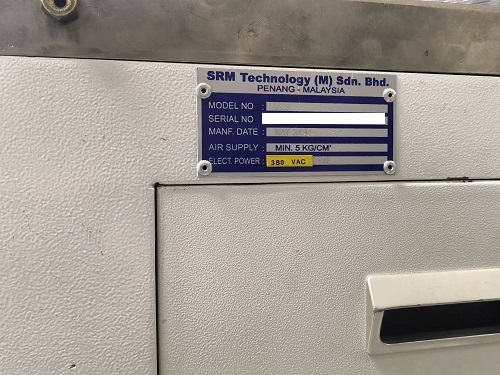 SRM Technology (M) Sdn. Bhd.
PENANG - MALAYSIA
MODEL NO :
SERIAL NO
MANF. DATE :
AIR SUPPLY : MIN. 5 KG/CM²
ELECT. POWER : 380 VAC